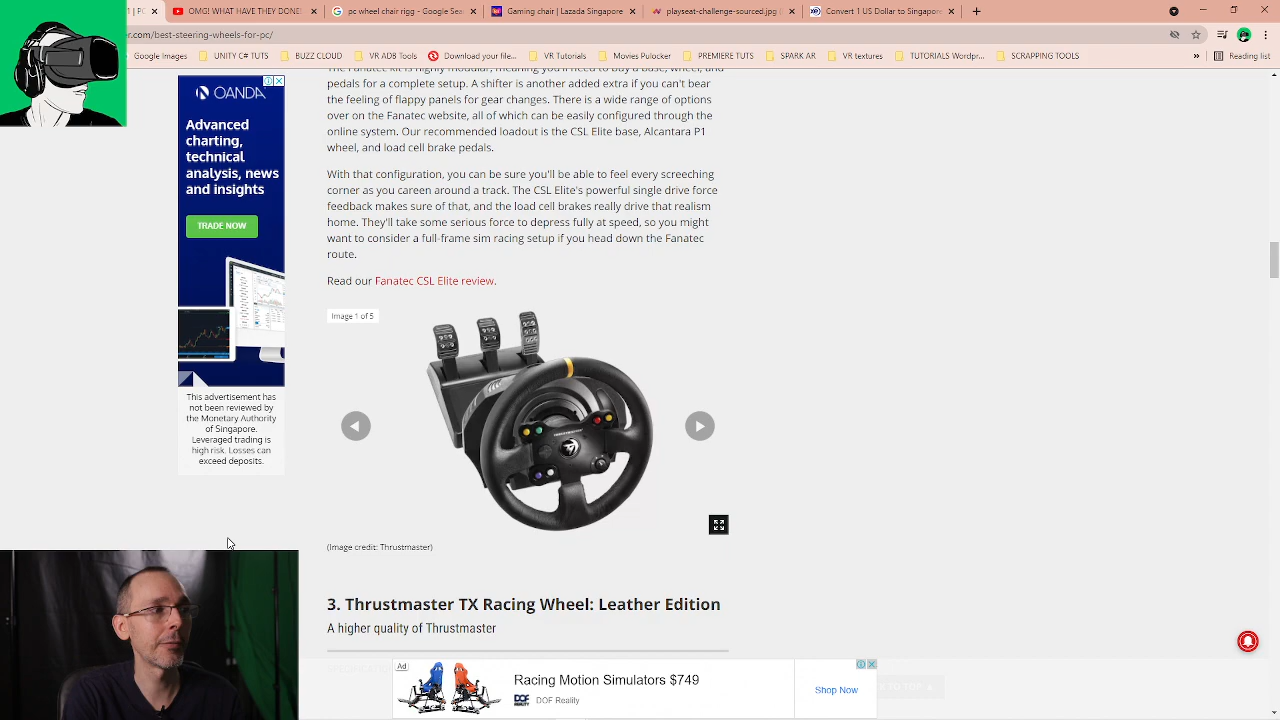 1 | PC
OMG! WHAT HAVE THEY DONE
pc wheel chair rig - Google Sea
Gaming chair | Lazada Singapore
playseat-challenge-sourced.jpg (
Convert 1 US Dollar to Singapore
er.com/best-steering-wheels-for-pc/
Google Images
UNITY C# TUTS
BUZZ CLOUD
VR ADB Tools
Download your file...
VR Tutorials
Movies Pulocker
PREMIERE TUTS
SPARK AR
VR textures
TUTORIALS Wordpr...
SCRAPPING TOOLS
»
Reading list
pedals for a complete setup. A shifter is another added extra if you can't bear
the feeling of flappy panels for gear changes. There is a wide range of options
over on the Fanatec website, all of which can be easily configured through the
online system. Our recommended loadout is the CSL Elite base, Alcantara P1
wheel, and load cell brake pedals.
With that configuration, you can be sure you'll be able to feel every screeching
corner as you careen around a track. The CSL Elite's powerful single drive force
feedback makes sure of that, and the load cell brakes really drive that realism
home. They'll take some serious force to depress fully at speed, so you might
want to consider a full-frame sim racing setup if you head down the Fanatec
route.
Read our Fanatec CSL Elite review.
OANDA
Advanced
charting,
technical
analysis, news
and insights
TRADE NOW
This advertisement has
not been reviewed by
the Monetary Authority
of Singapore.
Leveraged trading is
high risk. Losses can
exceed deposits.
Image 1 of 5
(Image credit: Thrustmaster)
3. Thrustmaster TX Racing Wheel: Leather Edition
A higher quality of Thrustmaster
Ad
Racing Motion Simulators $749
DOF Reality
Shop Now